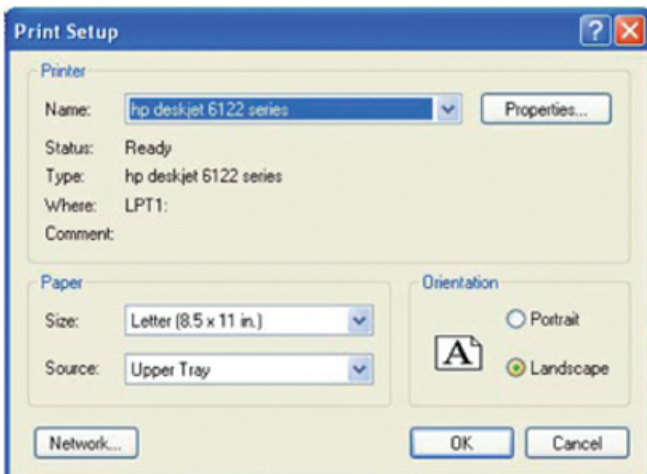 Print Setup
Printer
Name: hp deskjet 6122 series Properties...
Status: Ready
Type: hp deskjet 6122 series
Where: LPT1:
Comment:
Paper
Size: Letter (8.5 x 11 in.)
Source: Upper Tray
Orientation
A
Portrait
Landscape
Network... OK Cancel